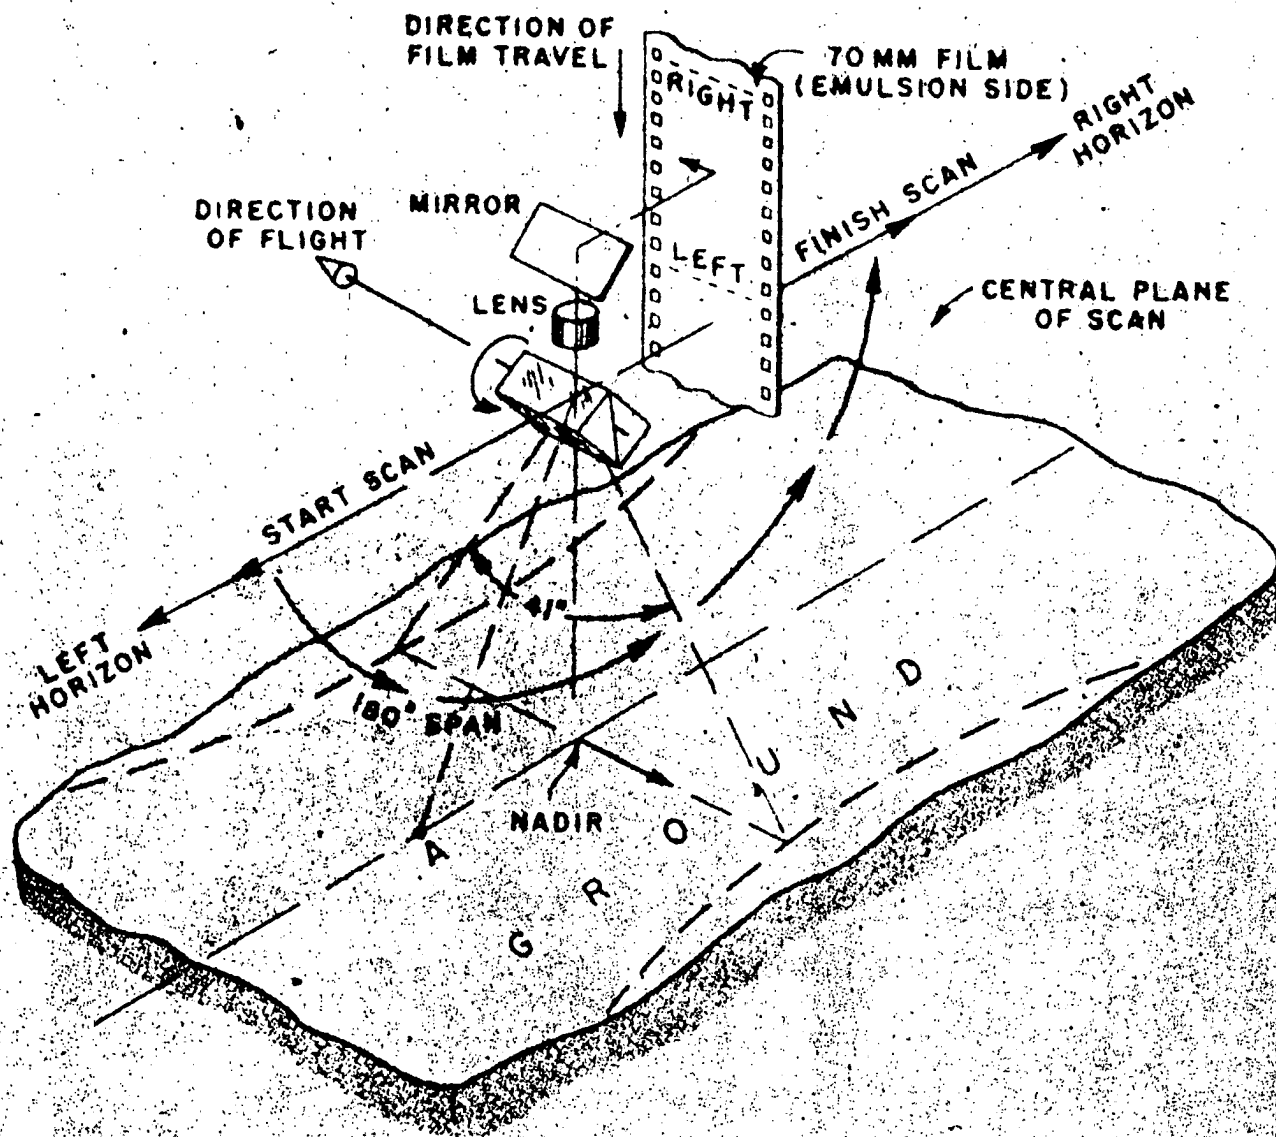 DIRECTION OF
FILM TRAVEL
70 MM FILM
(EMULSION SIDE)
RIGHT
RIGHT
HORIZON
DIRECTION
OF FLIGHT
MIRROR
FINISH SCAN
LEFT
LENS
CENTRAL PLANE
OF SCAN
START SCAN
41°
LEFT
HORIZON
180° SPAN
NADIR
A
GROUND